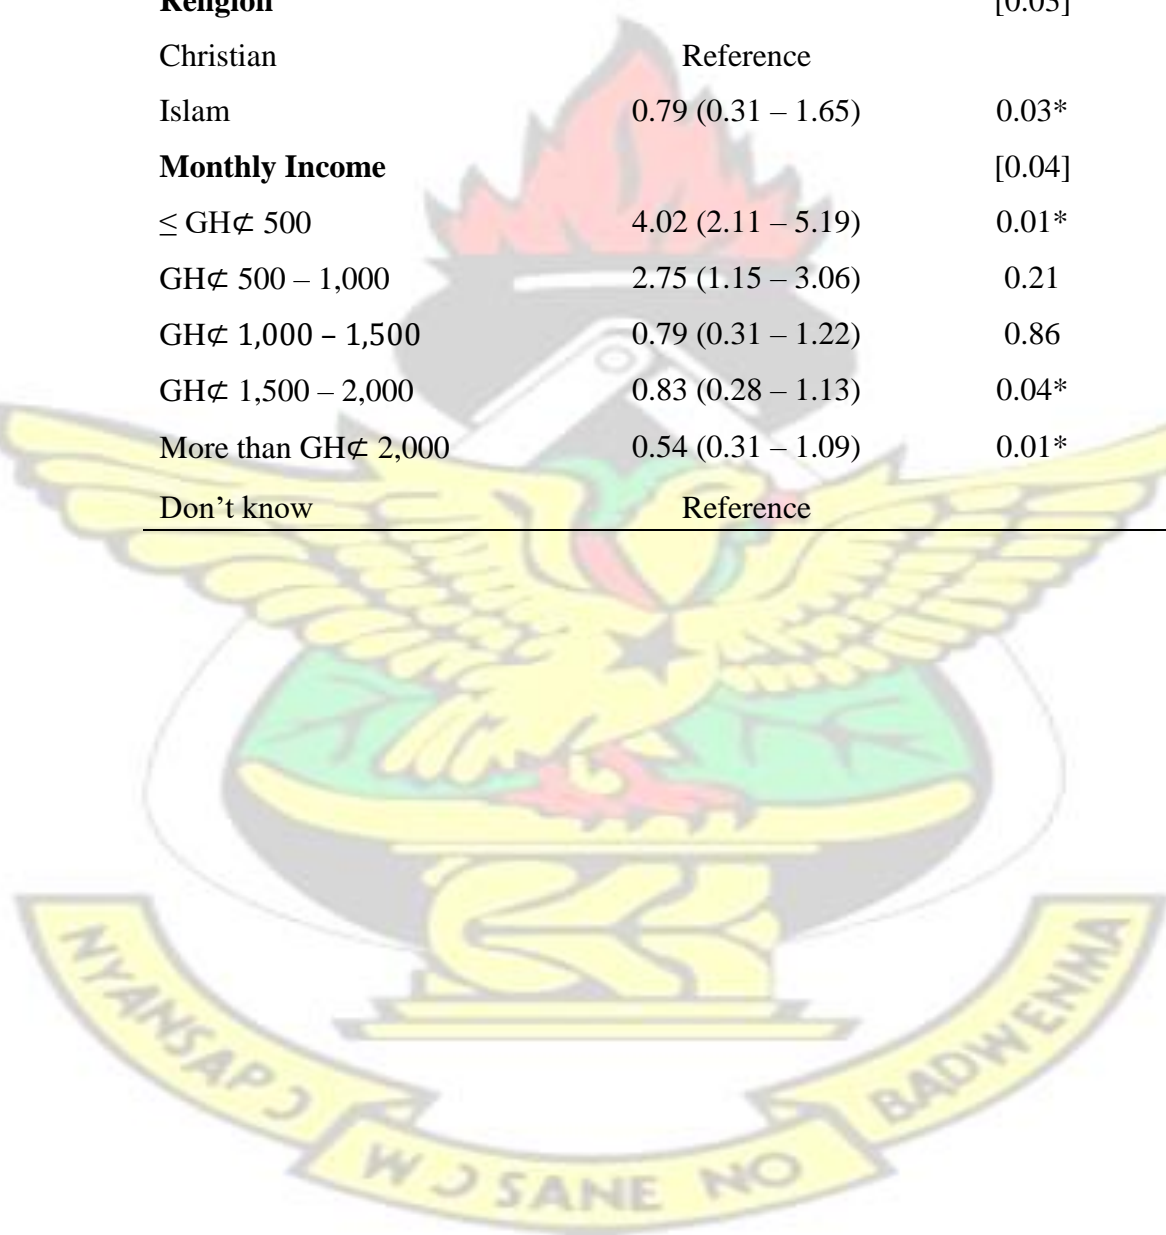 Religion [0.03]
Christian Reference
Islam 0.79 (0.31 – 1.65) 0.03*
Monthly Income [0.04]
≤ GH₵ 500 4.02 (2.11 – 5.19) 0.01*
GH₵ 500 – 1,000 2.75 (1.15 – 3.06) 0.21
GH₵ 1,000 – 1,500 0.79 (0.31 – 1.22) 0.86
GH₵ 1,500 – 2,000 0.83 (0.28 – 1.13) 0.04*
More than GH₵ 2,000 0.54 (0.31 – 1.09) 0.01*
Don’t know Reference
NYANSAPƆ
WƆSANE NO
BADWENMA